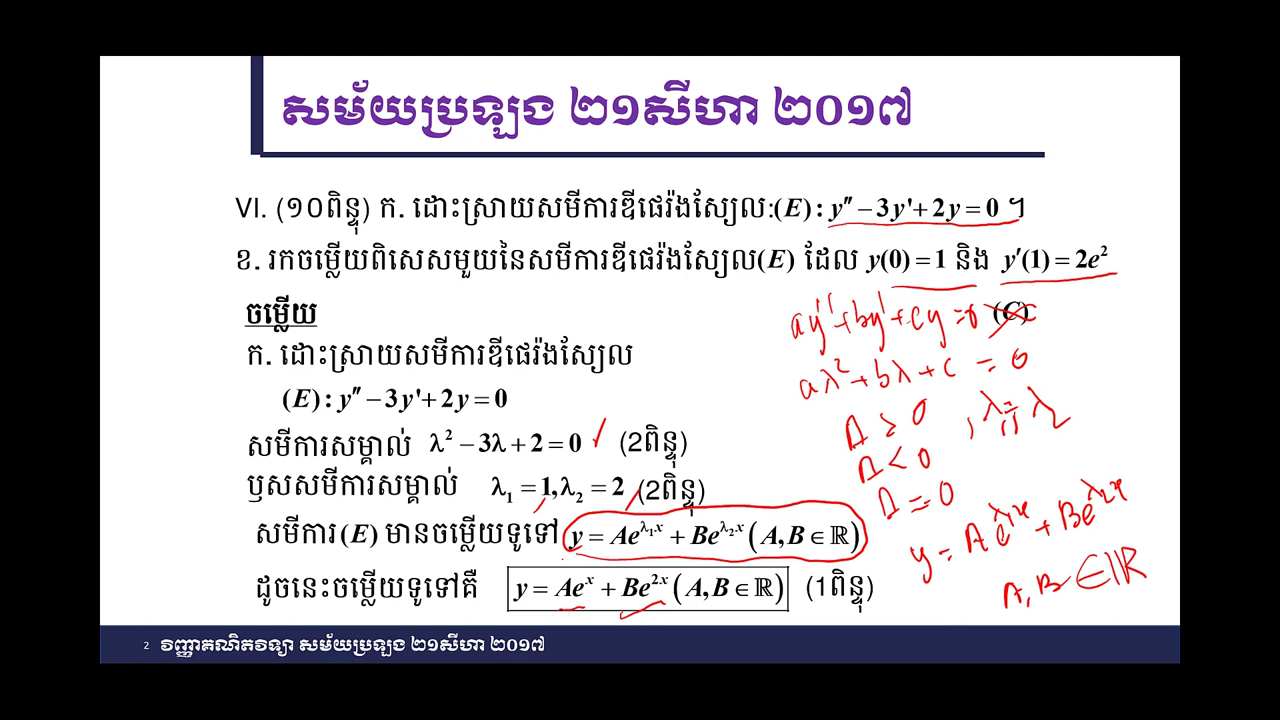 សម័យប្រឡង ២១សីហា ២០១៧
VI. (១០ពិន្ទុ) ក. ដោះស្រាយសមីការឌីផេរ៉ង់ស្យែល:(E) : y″ − 3y' + 2y = 0 ។
ខ. រកចម្លើយពិសេសមួយនៃសមីការឌីផេរ៉ង់ស្យែល(E) ដែល y(0) = 1 និង y′(1) = 2e²
ចម្លើយ
ay'' + by' + cy = 0
ក. ដោះស្រាយសមីការឌីផេរ៉ង់ស្យែល
aλ² + bλ + c = 0
(E) : y″ − 3y' + 2y = 0
សមីការសម្គាល់ λ² − 3λ + 2 = 0 ✓ (2ពិន្ទុ)
Δ ≥ 0 , λ₁ = λ₂
Δ < 0
ឫសសមីការសម្គាល់ λ₁ = 1, λ₂ = 2 (2ពិន្ទុ)
Δ = 0
សមីការ(E) មានចម្លើយទូទៅ y = Ae^{λ₁x} + Be^{λ₂x} (A, B ∈ ℝ)
y = Ae^{λ₁x} + Be^{λ₂x}
A, B ∈ ℝ
ដូចនេះចម្លើយទូទៅគឺ y = Ae^x + Be^{2x} (A, B ∈ ℝ) (1ពិន្ទុ)
2 វិញ្ញាគណិតវិទ្យា សម័យប្រឡង ២១សីហា ២០១៧